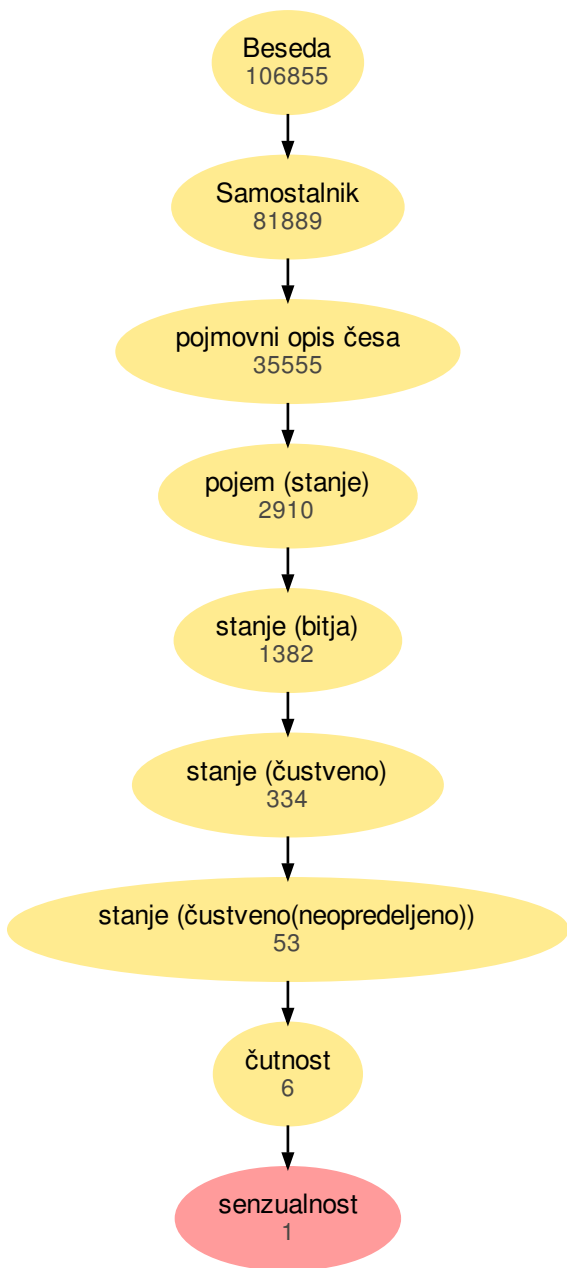 Beseda
106855
Samostalnik
81889
pojmovni opis česa
35555
pojem (stanje)
2910
stanje (bitja)
1382
stanje (čustveno)
334
stanje (čustveno(neopredeljeno))
53
čutnost
6
senzualnost
1